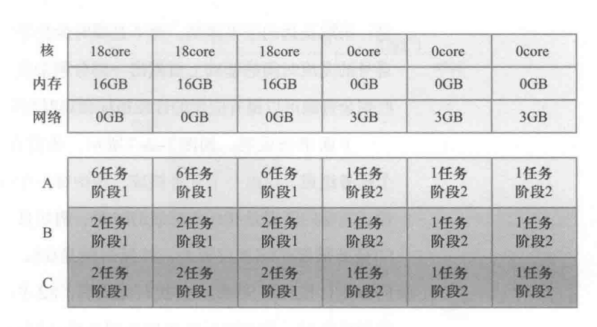 核 18core 18core 18core 0core 0core 0core
内存 16GB 16GB 16GB 0GB 0GB 0GB
网络 0GB 0GB 0GB 3GB 3GB 3GB
A 6任务 6任务 6任务 1任务 1任务 1任务
阶段1 阶段1 阶段1 阶段2 阶段2 阶段2
B 2任务 2任务 2任务 1任务 1任务 1任务
阶段1 阶段1 阶段1 阶段2 阶段2 阶段2
C 2任务 2任务 2任务 1任务 1任务 1任务
阶段1 阶段1 阶段1 阶段2 阶段2 阶段2